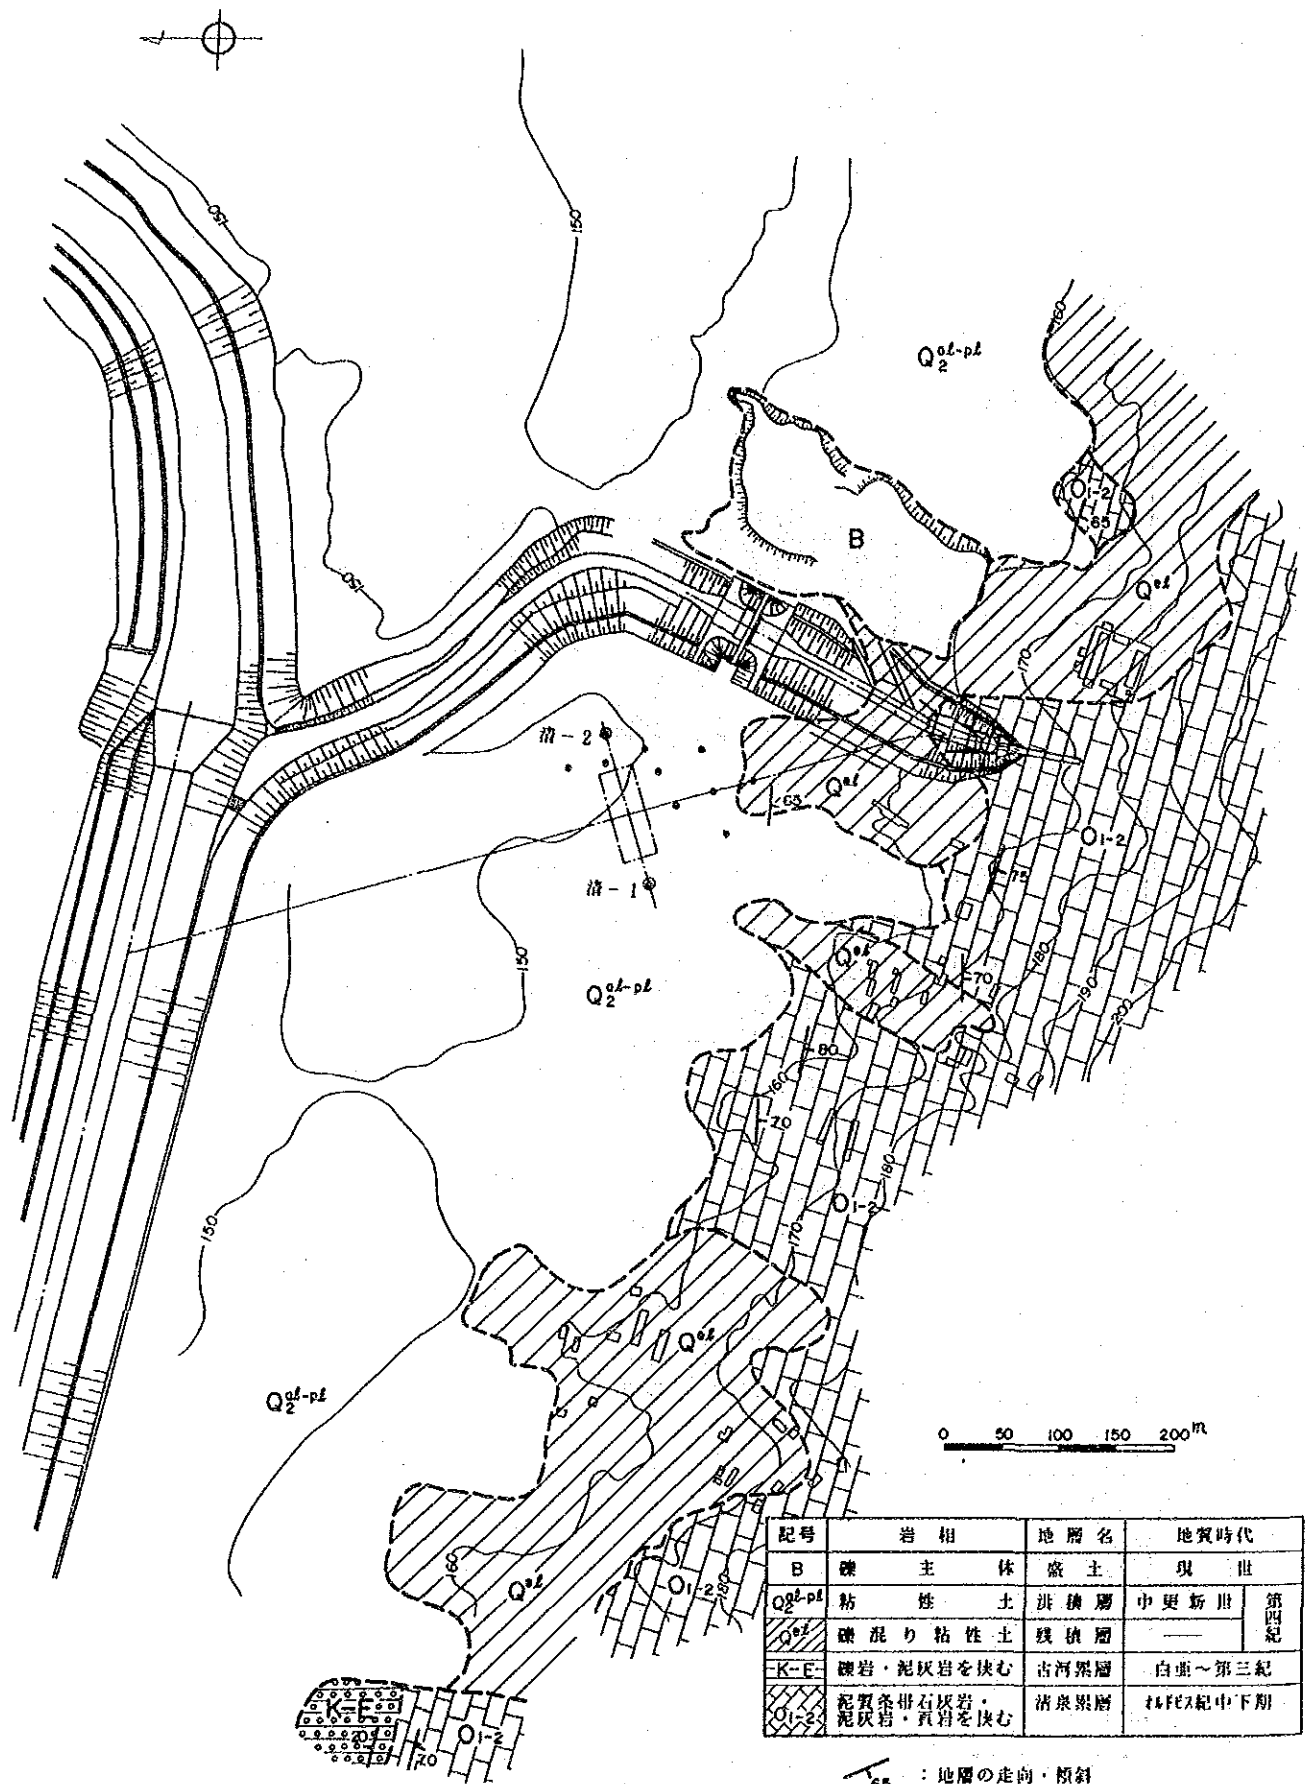 150
150
150
160
Q₂ᵃˡ⁻ᵖˡ
O₁₋₂
65
B
150
Qᵉˡ
170
清-2
Qᵉˡ
65
O₁₋₂
75
清-1
150
Qᵉˡ
180
70
190
200
Q₂ᵃˡ⁻ᵖˡ
80
160
70
180
O₁₋₂
150
170
Qᵉˡ
Q₂ᵃˡ⁻ᵖˡ
0 50 100 150 200m
160
Qᵉˡ
O₁₋₂
180
K-E
20
70
O₁₋₂
記号 岩相 地層名 地質時代
B 礫主体 盛土 現世
Q₂ᵃˡ⁻ᵖˡ 粘性土 洪積層 中更新世 第四紀
Qᵉˡ 礫混り粘性土 残積層 ——
K-E 礫岩・泥灰岩を挟む 古河累層 白亜~第三紀
O₁₋₂ 泥質条帯石灰岩・
泥灰岩・頁岩を挟む 清泉累層 オルドビス紀中下期
65 : 地層の走向・傾斜